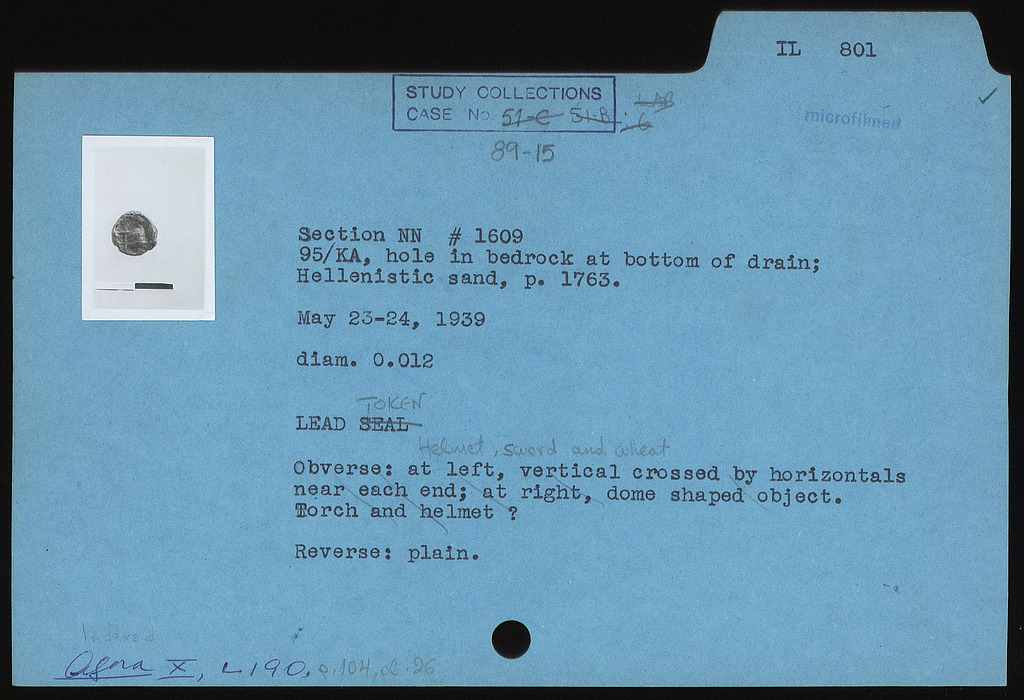 IL 801
STUDY COLLECTIONS
CASE No. 51-C 51-B: LAB
6
microfilmed
89-15
Section NN # 1609
95/KA, hole in bedrock at bottom of drain;
Hellenistic sand, p. 1763.
May 23-24, 1939
diam. 0.012
TOKEN
LEAD SEAL
Helmet, sword and wheat
Obverse: at left, vertical crossed by horizontals
near each end; at right, dome shaped object.
Torch and helmet ?
Reverse: plain.
Indexed
Agora X, L190, p.104, pl.26